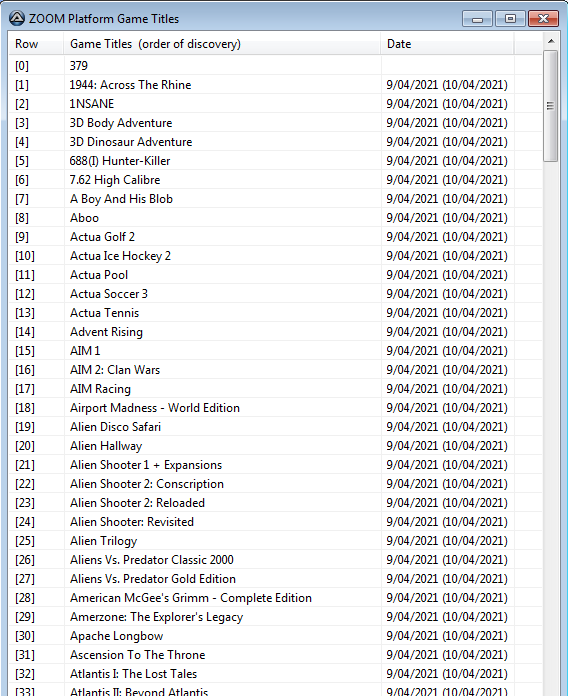 ZOOM Platform Game Titles
Row Game Titles (order of discovery) Date
[0] 379
[1] 1944: Across The Rhine 9/04/2021 (10/04/2021)
[2] 1NSANE 9/04/2021 (10/04/2021)
[3] 3D Body Adventure 9/04/2021 (10/04/2021)
[4] 3D Dinosaur Adventure 9/04/2021 (10/04/2021)
[5] 688(I) Hunter-Killer 9/04/2021 (10/04/2021)
[6] 7.62 High Calibre 9/04/2021 (10/04/2021)
[7] A Boy And His Blob 9/04/2021 (10/04/2021)
[8] Aboo 9/04/2021 (10/04/2021)
[9] Actua Golf 2 9/04/2021 (10/04/2021)
[10] Actua Ice Hockey 2 9/04/2021 (10/04/2021)
[11] Actua Pool 9/04/2021 (10/04/2021)
[12] Actua Soccer 3 9/04/2021 (10/04/2021)
[13] Actua Tennis 9/04/2021 (10/04/2021)
[14] Advent Rising 9/04/2021 (10/04/2021)
[15] AIM 1 9/04/2021 (10/04/2021)
[16] AIM 2: Clan Wars 9/04/2021 (10/04/2021)
[17] AIM Racing 9/04/2021 (10/04/2021)
[18] Airport Madness - World Edition 9/04/2021 (10/04/2021)
[19] Alien Disco Safari 9/04/2021 (10/04/2021)
[20] Alien Hallway 9/04/2021 (10/04/2021)
[21] Alien Shooter 1 + Expansions 9/04/2021 (10/04/2021)
[22] Alien Shooter 2: Conscription 9/04/2021 (10/04/2021)
[23] Alien Shooter 2: Reloaded 9/04/2021 (10/04/2021)
[24] Alien Shooter: Revisited 9/04/2021 (10/04/2021)
[25] Alien Trilogy 9/04/2021 (10/04/2021)
[26] Aliens Vs. Predator Classic 2000 9/04/2021 (10/04/2021)
[27] Aliens Vs. Predator Gold Edition 9/04/2021 (10/04/2021)
[28] American McGee's Grimm - Complete Edition 9/04/2021 (10/04/2021)
[29] Amerzone: The Explorer's Legacy 9/04/2021 (10/04/2021)
[30] Apache Longbow 9/04/2021 (10/04/2021)
[31] Ascension To The Throne 9/04/2021 (10/04/2021)
[32] Atlantis I: The Lost Tales 9/04/2021 (10/04/2021)
[33] Atlantis II: Beyond Atlantis 9/04/2021 (10/04/2021)